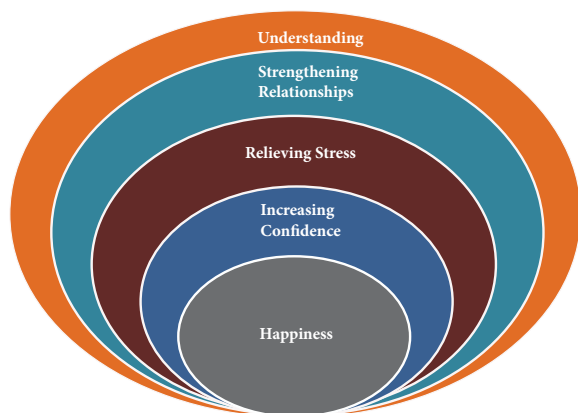 Understanding
Strengthening
Relationships
Relieving Stress
Increasing
Confidence
Happiness